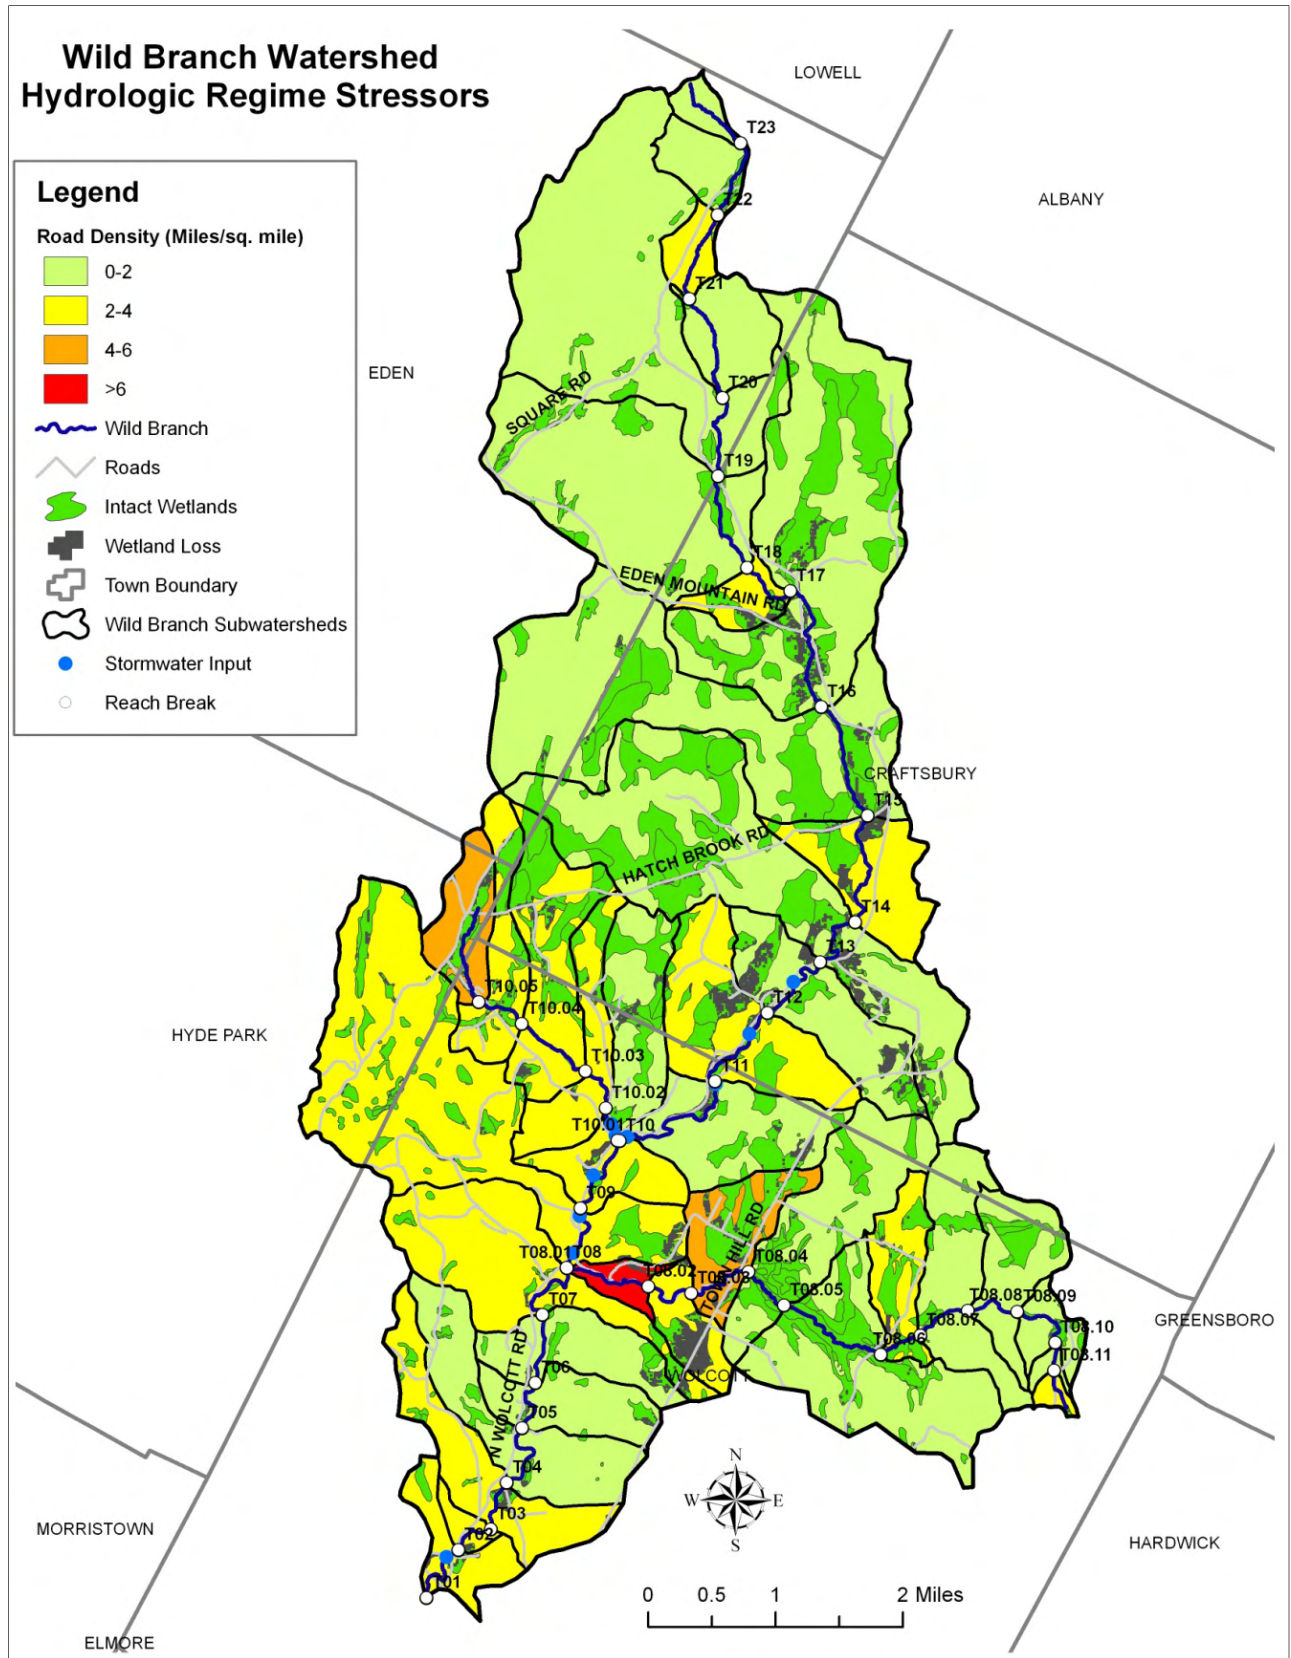 Wild Branch Watershed
Hydrologic Regime Stressors
Legend
Road Density (Miles/sq. mile)
0-2
2-4
4-6
>6
Wild Branch
Roads
Intact Wetlands
Wetland Loss
Town Boundary
Wild Branch Subwatersheds
Stormwater Input
Reach Break
LOWELL
T23
ALBANY
T22
T21
EDEN
T20
SQUARE RD
T19
T18
T17
EDEN MOUNTAIN RD
T16
CRAFTSBURY
T15
HATCH BROOK RD
T14
T13
T10.05
T12
T10.04
HYDE PARK
T10.03
T11
T10.02
T10.01
T10
T09
TOWN HILL RD
T08.01
T08
T08.04
T08.02
T08.03
T08.05
T08.08
T08.09
T07
T08.07
GREENSBORO
T08.10
T08.06
T08.11
N WOLCOTT RD
T06
WOLCOTT
T05
T04
N
W
E
S
T03
T02
MORRISTOWN
HARDWICK
T01
0
0.5
1
2 Miles
ELMORE